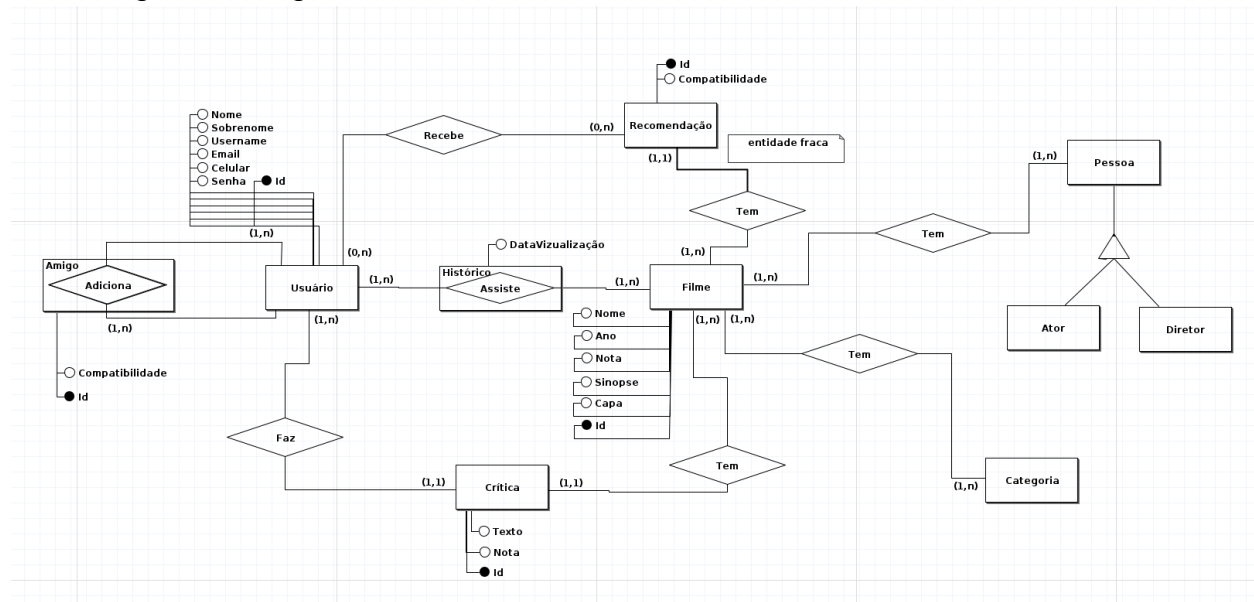 Id
Compatibilidade
Recomendação
(0,n)
Recebe
(1,1)
entidade fraca
Nome
Sobrenome
Username
Email
Celular
Senha
Id
(1,n)
(0,n)
Usuário
(1,n)
(1,n)
Amigo
Adiciona
(1,n)
Compatibilidade
Id
DataVizualização
Histórico
Assiste
(1,n)
Tem
(1,n)
Filme
(1,n)
(1,n)
(1,n)
Nome
Ano
Nota
Sinopse
Capa
Id
Tem
(1,n)
Pessoa
Ator
Diretor
Tem
(1,n)
Categoria
Faz
(1,1)
Crítica
(1,1)
Tem
Texto
Nota
Id